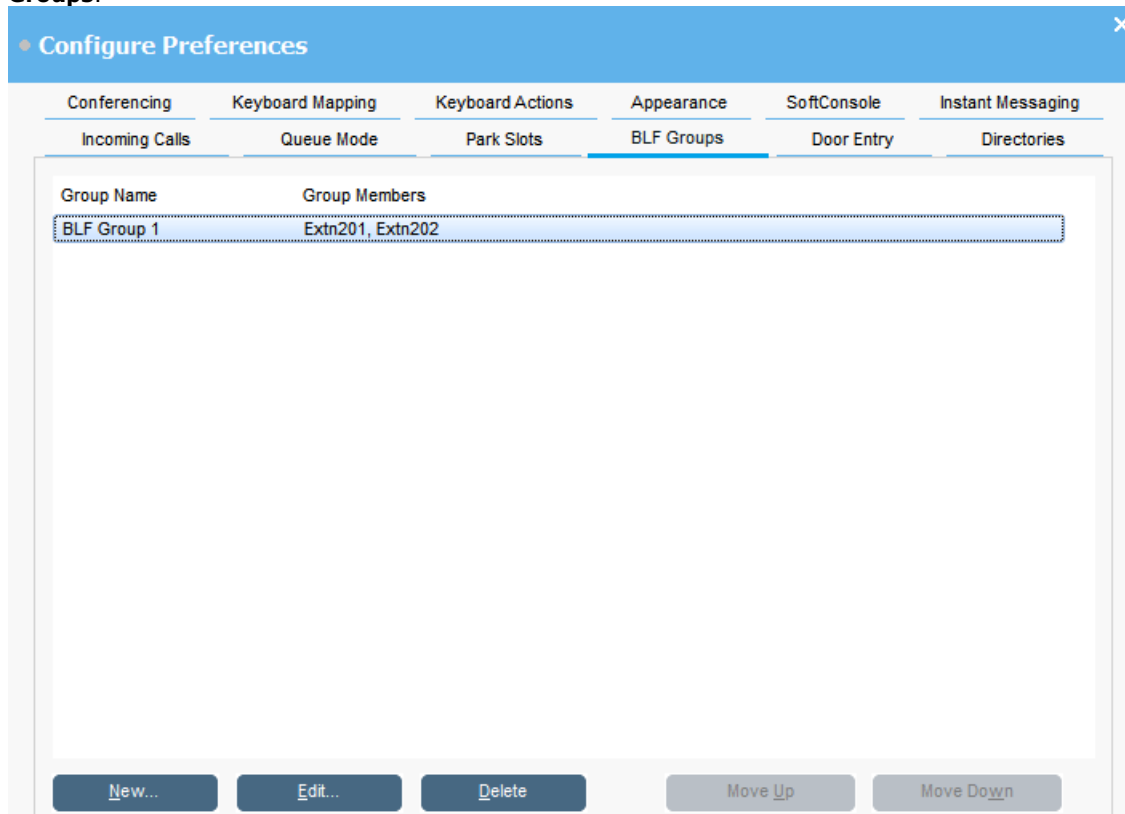 Groups.
Configure Preferences
Conferencing Keyboard Mapping Keyboard Actions Appearance SoftConsole Instant Messaging
Incoming Calls Queue Mode Park Slots BLF Groups Door Entry Directories
Group Name Group Members
BLF Group 1 Extn201, Extn202
New... Edit... Delete Move Up Move Down